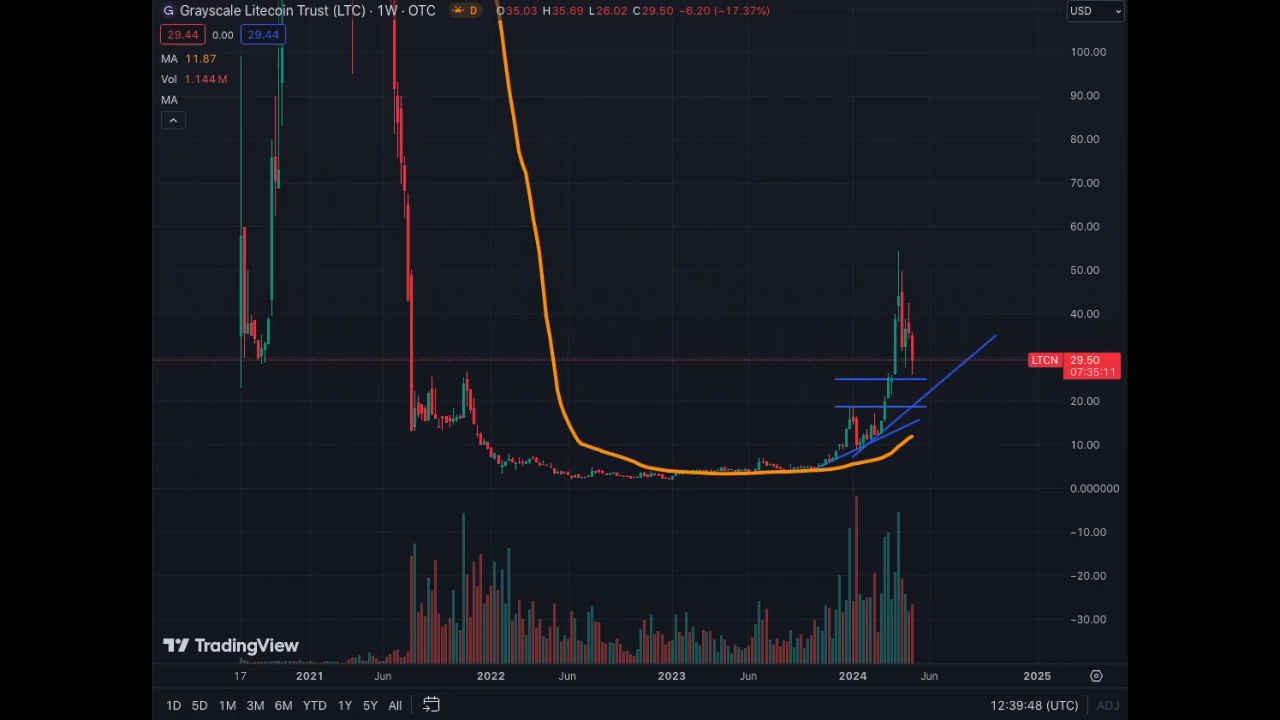 G Grayscale Litecoin Trust (LTC) · 1W · OTC D O35.03 H35.69 L26.02 C29.50 −6.20 (−17.37%) USD
29.44 0.00 29.44
MA 11.87
Vol 1.144 M
MA
100.00
90.00
80.00
70.00
60.00
50.00
40.00
LTCN 29.50
07:35:11
20.00
10.00
0.000000
−10.00
−20.00
−30.00
TradingView
17 2021 Jun 2022 Jun 2023 Jun 2024 Jun 2025
1D 5D 1M 3M 6M YTD 1Y 5Y All 12:39:48 (UTC) ADJ